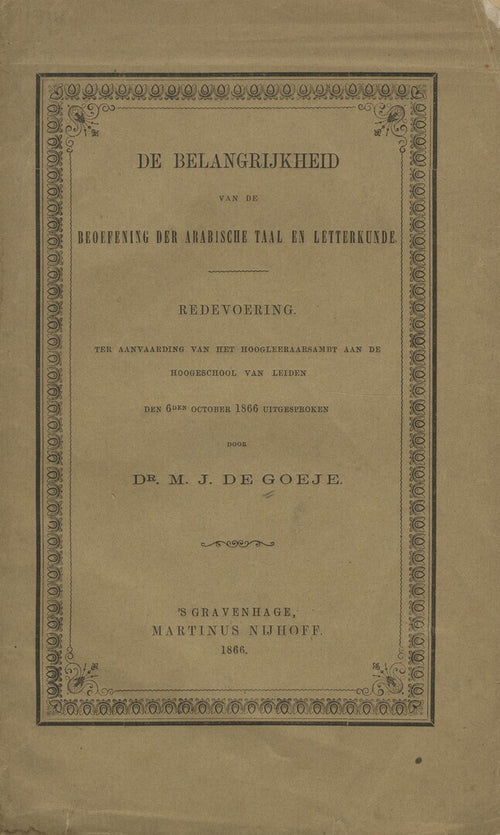 DE BELANGRIJKHEID
VAN DE
BEOEFENING DER ARABISCHE TAAL EN LETTERKUNDE.
REDEVOERING.
TER AANVAARDING VAN HET HOOGLEERAARSAMBT AAN DE
HOOGESCHOOL VAN LEIDEN
DEN 6DEN OCTOBER 1866 UITGESPROKEN
DOOR
DR. M. J. DE GOEJE.
'S GRAVENHAGE,
MARTINUS NIJHOFF.
1866.